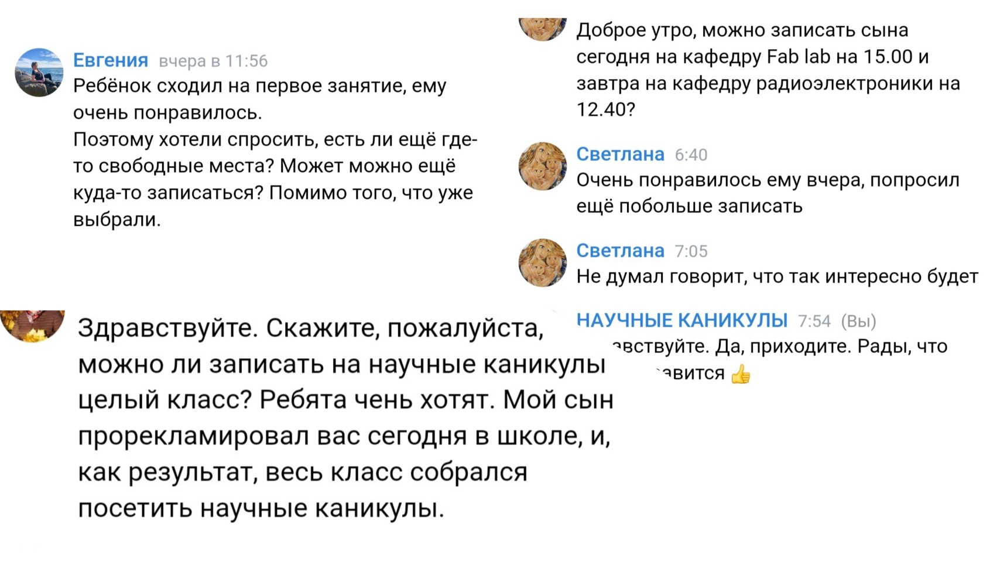 Евгения вчера в 11:56
Ребёнок сходил на первое занятие, ему
очень понравилось.
Поэтому хотели спросить, есть ли ещё где-
то свободные места? Может можно ещё
куда-то записаться? Помимо того, что уже
выбрали.
Доброе утро, можно записать сына
сегодня на кафедру Fab lab на 15.00 и
завтра на кафедру радиоэлектроники на
12.40?
Светлана 6:40
Очень понравилось ему вчера, попросил
ещё побольше записать
Светлана 7:05
Не думал говорит, что так интересно будет
НАУЧНЫЕ КАНИКУЛЫ 7:54 (Вы)
авствуйте. Да, приходите. Рады, что
авится 👍
Здравствуйте. Скажите, пожалуйста,
можно ли записать на научные каникулы
целый класс? Ребята чень хотят. Мой сын
прорекламировал вас сегодня в школе, и,
как результат, весь класс собрался
посетить научные каникулы.